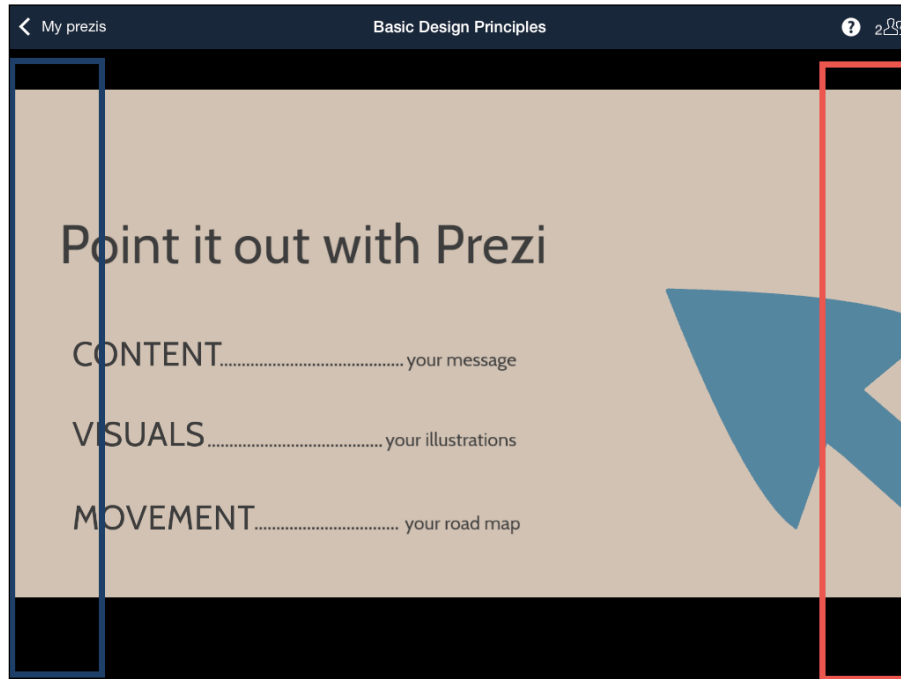 My prezis
Basic Design Principles
?
2
Point it out with Prezi
CONTENT.......................................... your message
VISUALS........................................ your illustrations
MOVEMENT................................. your road map